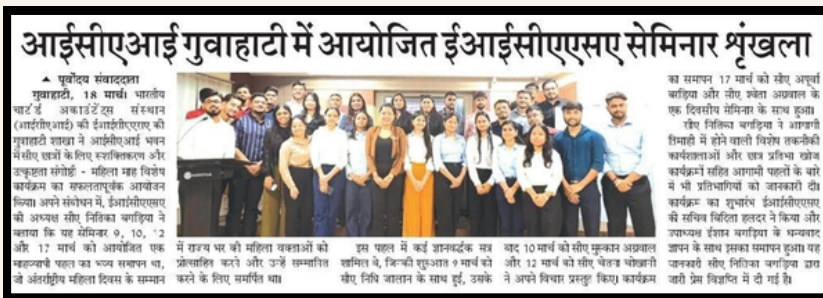 आईसीएआई गुवाहाटी में आयोजित ईआईसीएएसए सेमिनार श्रृंखला
▲ पूर्वोदय संवाददाता
गुवाहाटी, 18 मार्च। भारतीय
चार्टर्ड अकाउंटेंट्स संस्थान
(आईसीएआई) की ईआईसीएएसए की
गुवाहाटी शाखा ने आईसीएआई भवन
में सीए छात्रों के लिए सशक्तिकरण और
उत्कृष्टता संगोष्ठी - महिला माह विशेष
कार्यक्रम का सफलतापूर्वक आयोजन
किया। अपने संबोधन में, ईआईसीएएसए
की अध्यक्ष सीए नितिका बगड़िया ने
बताया कि यह सेमिनार 9, 10, 12
और 17 मार्च को आयोजित एक
माहव्यापी पहल का भव्य समापन था,
जो अंतर्राष्ट्रीय महिला दिवस के सम्मान
में राज्य भर की महिला वक्ताओं को
प्रोत्साहित करने और उन्हें सम्मानित
करने के लिए समर्पित था।
इस पहल में कई ज्ञानवर्द्धक सत्र
शामिल थे, जिनकी शुरुआत 9 मार्च को
सीए निधि जालान के साथ हुई, उसके
बाद 10 मार्च को सीए मुस्कान अग्रवाल
और 12 मार्च को सीए चेतना चोखानी
ने अपने विचार प्रस्तुत किए। कार्यक्रम
का समापन 17 मार्च को सीए अपूर्वा
बरड़िया और सीए श्वेता अग्रवाल के
एक दिवसीय सेमिनार के साथ हुआ।
सीए नितिका बगड़िया ने आगामी
तिमाही में होने वाली विशेष तकनीकी
कार्यशालाओं और छात्र प्रतिभा खोज
कार्यक्रमों सहित आगामी पहलों के बारे
में भी प्रतिभागियों को जानकारी दी।
कार्यक्रम का शुभारंभ ईआईसीएएसए
की सचिव बिदिता हलदर ने किया और
उपाध्यक्ष ईशान बगड़िया के धन्यवाद
ज्ञापन के साथ इसका समापन हुआ। यह
जानकारी सीए नितिका बगड़िया द्वारा
जारी प्रेस विज्ञप्ति में दी गई है।